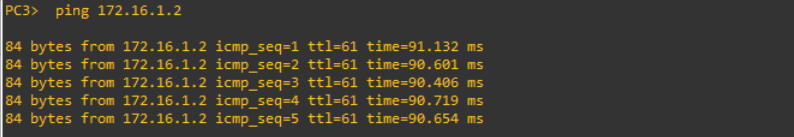 PC3>  ping 172.16.1.2
84 bytes from 172.16.1.2 icmp_seq=1 ttl=61 time=91.132 ms
84 bytes from 172.16.1.2 icmp_seq=2 ttl=61 time=90.601 ms
84 bytes from 172.16.1.2 icmp_seq=3 ttl=61 time=90.406 ms
84 bytes from 172.16.1.2 icmp_seq=4 ttl=61 time=90.719 ms
84 bytes from 172.16.1.2 icmp_seq=5 ttl=61 time=90.654 ms